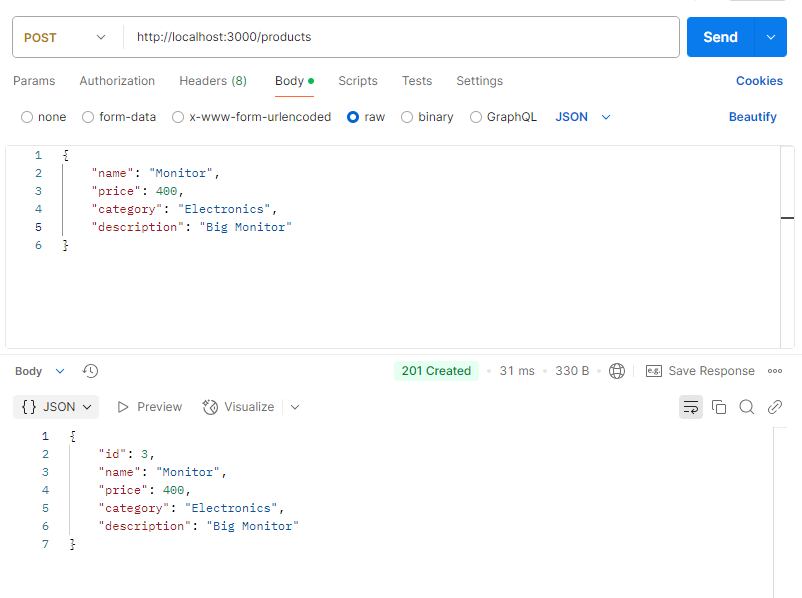 POST http://localhost:3000/products Send
Params Authorization Headers (8) Body Scripts Tests Settings Cookies
none form-data x-www-form-urlencoded raw binary GraphQL JSON Beautify
1 {
2 "name": "Monitor",
3 "price": 400,
4 "category": "Electronics",
5 "description": "Big Monitor"
6 }
Body 201 Created 31 ms 330 B e.g. Save Response
{} JSON Preview Visualize
1 {
2 "id": 3,
3 "name": "Monitor",
4 "price": 400,
5 "category": "Electronics",
6 "description": "Big Monitor"
7 }